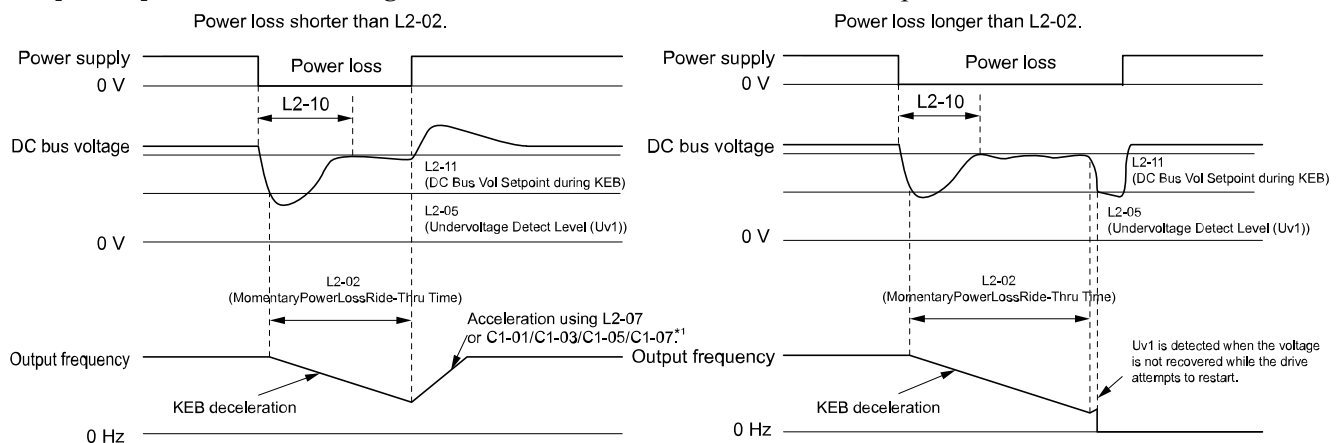 Power loss shorter than L2-02.
Power supply
Power loss
0 V
L2-10
DC bus voltage
L2-11
(DC Bus Vol Setpoint during KEB)
L2-05
(Undervoltage Detect Level (Uv1))
0 V
L2-02
(MomentaryPowerLossRide-Thru Time)
Acceleration using L2-07
or C1-01/C1-03/C1-05/C1-07.*1
Output frequency
KEB deceleration
0 Hz
Power loss longer than L2-02.
Power supply
Power loss
0 V
L2-10
DC bus voltage
L2-11
(DC Bus Vol Setpoint during KEB)
L2-05
(Undervoltage Detect Level (Uv1))
0 V
L2-02
(MomentaryPowerLossRide-Thru Time)
Uv1 is detected when the voltage
is not recovered while the drive
attempts to restart.
Output frequency
KEB deceleration
0 Hz